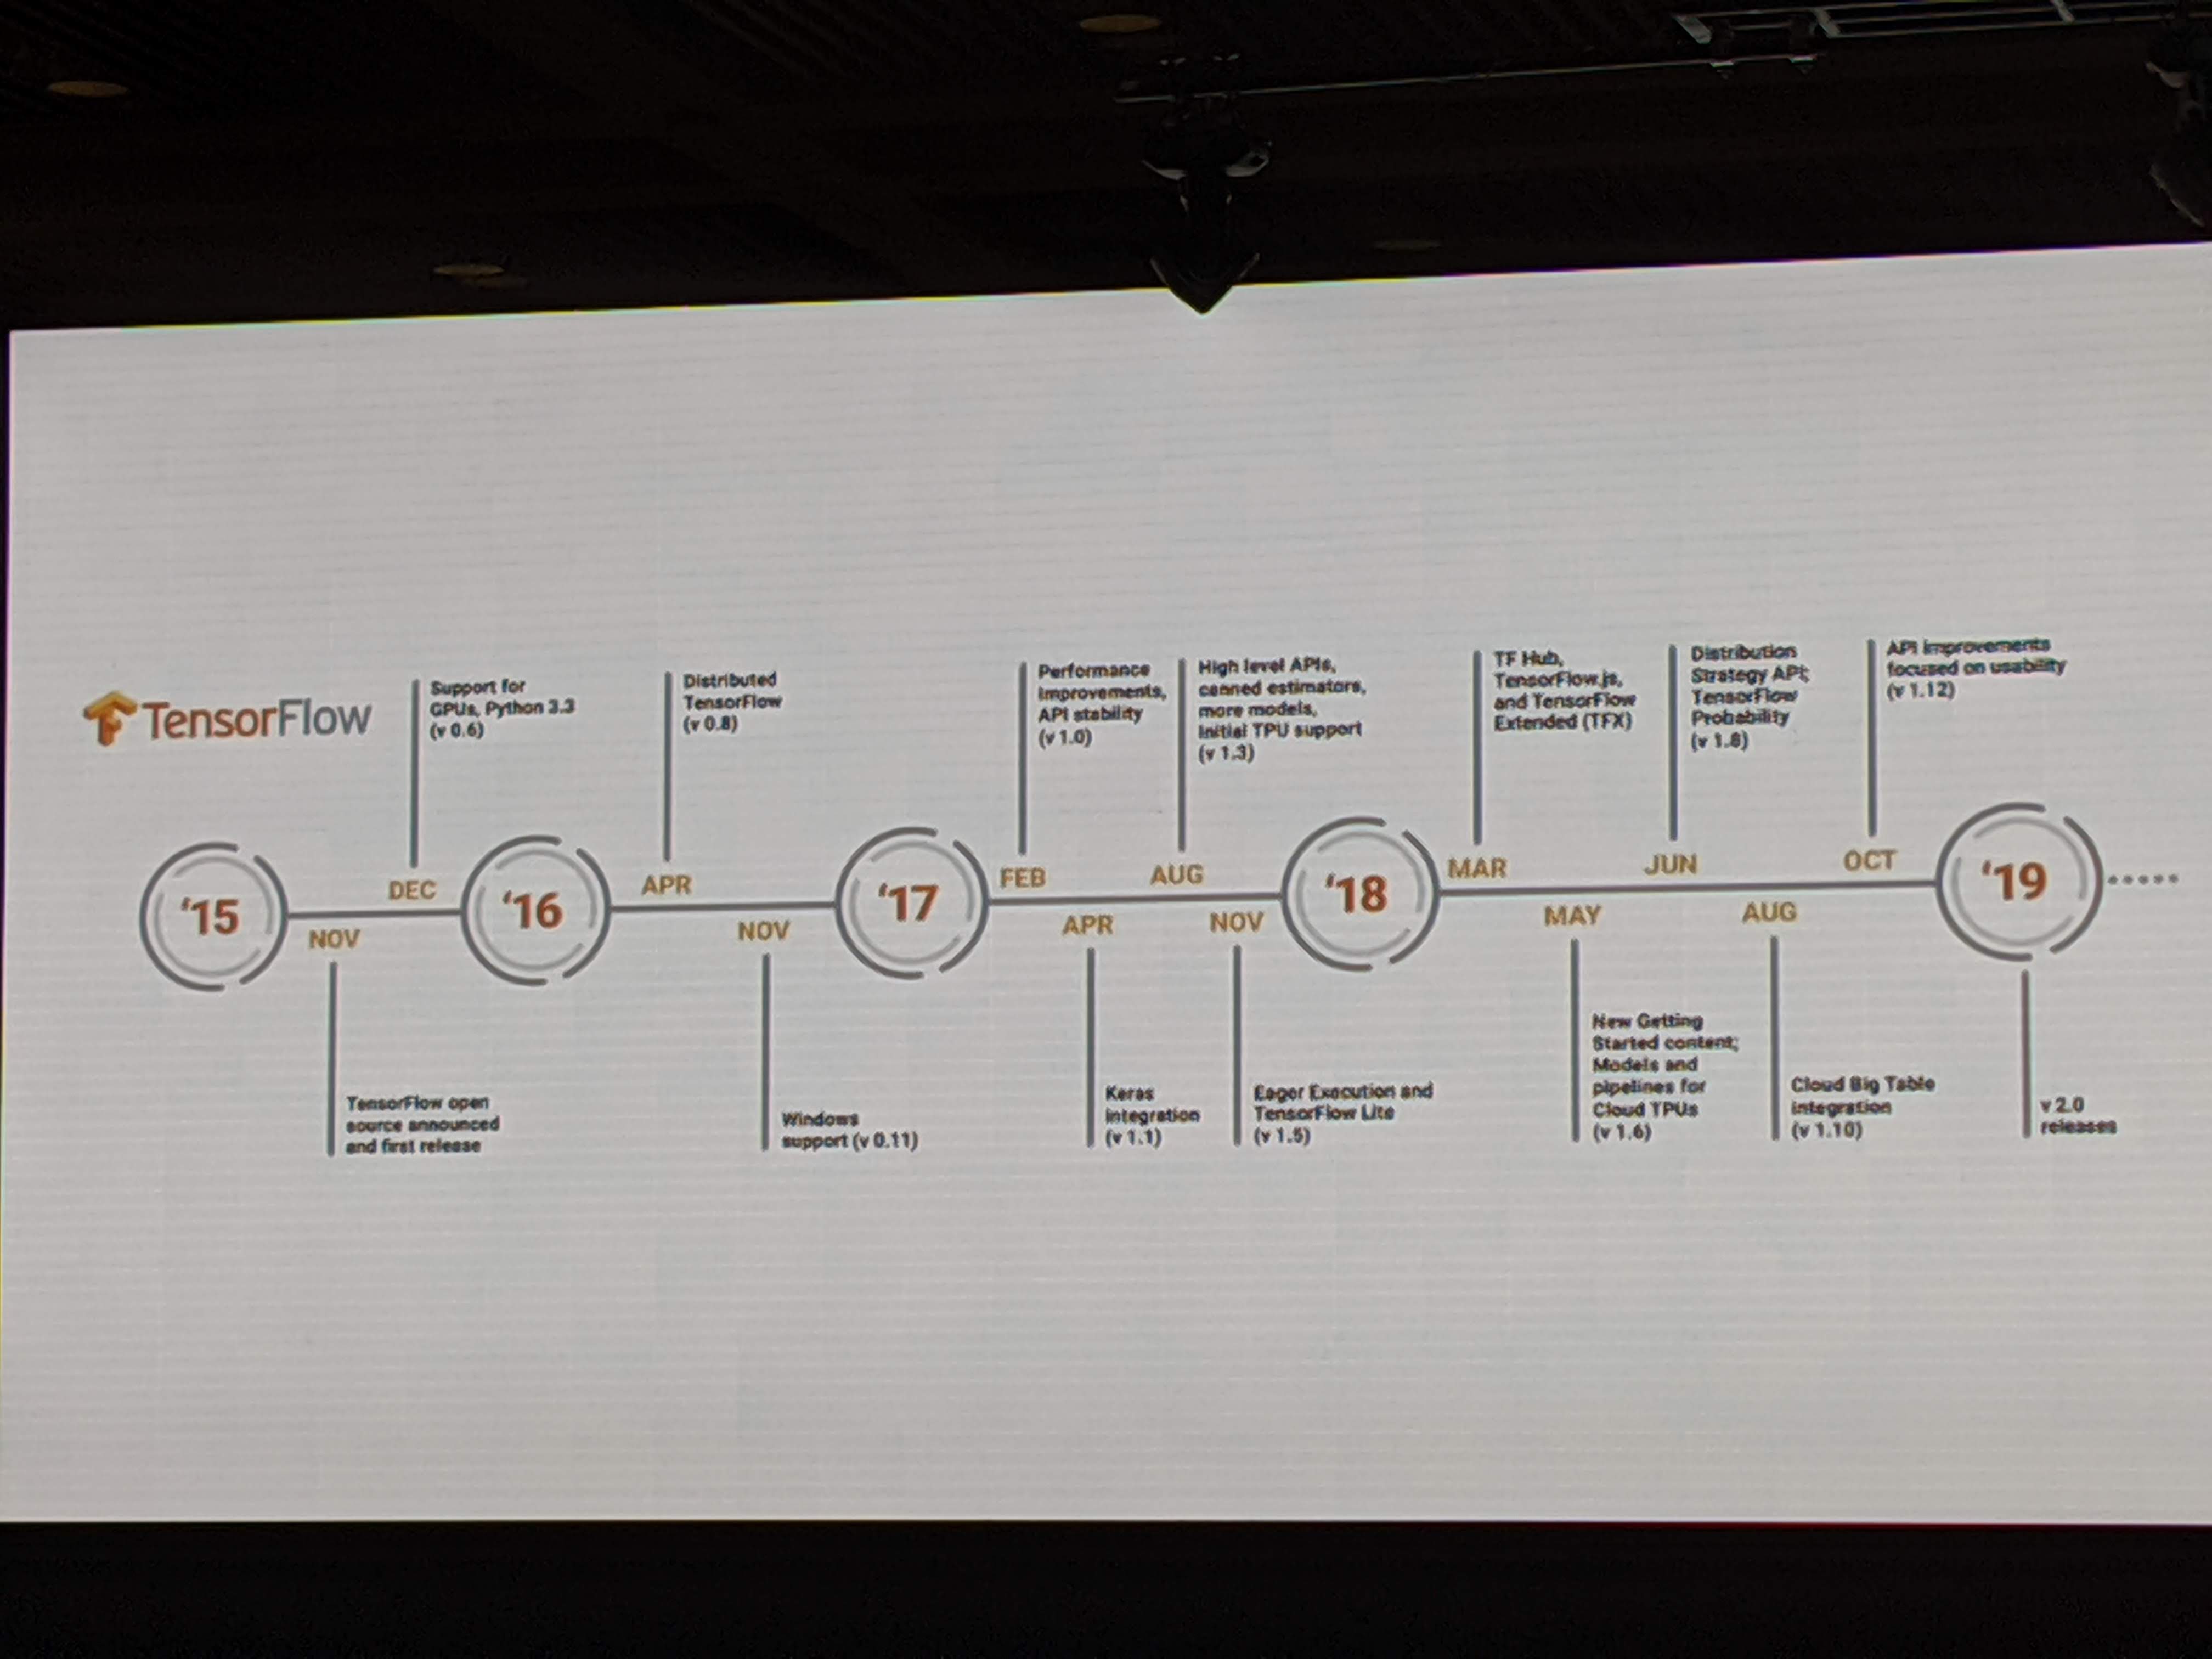 TensorFlow
Support for
GPUs, Python 3.3
(v 0.6)
Distributed
TensorFlow
(v 0.8)
Performance
improvements,
API stability
(v 1.0)
High level APIs,
canned estimators,
more models,
Initial TPU support
(v 1.3)
TF Hub,
TensorFlow.js,
and TensorFlow
Extended (TFX)
Distribution
Strategy API;
TensorFlow
Probability
(v 1.8)
API improvements
focused on usability
(v 1.12)
'15
NOV
DEC
'16
APR
NOV
'17
FEB
APR
AUG
NOV
'18
MAR
MAY
JUN
AUG
OCT
'19
TensorFlow open
source announced
and first release
Windows
support (v 0.11)
Keras
integration
(v 1.1)
Eager Execution and
TensorFlow Lite
(v 1.5)
New Getting
Started content;
Models and
pipelines for
Cloud TPUs
(v 1.6)
Cloud Big Table
integration
(v 1.10)
v 2.0
releases